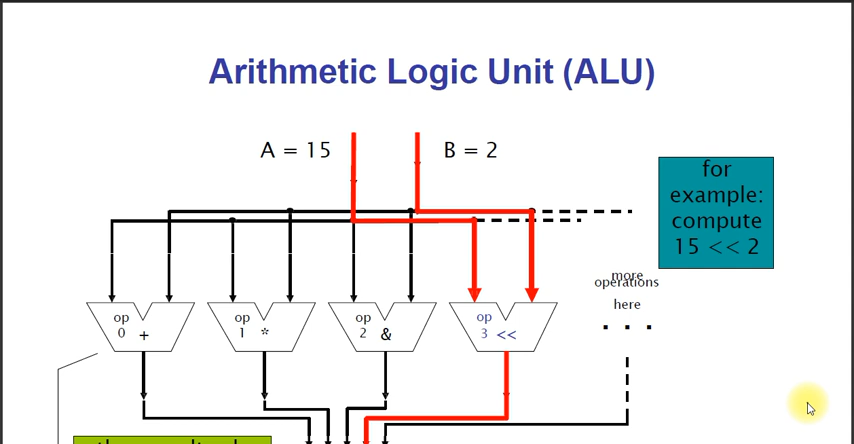 Arithmetic Logic Unit (ALU)
A = 15
B = 2
for
example:
compute
15 << 2
more
operations
here
. . .
op
0 +
op
1 *
op
2 &
op
3 <<